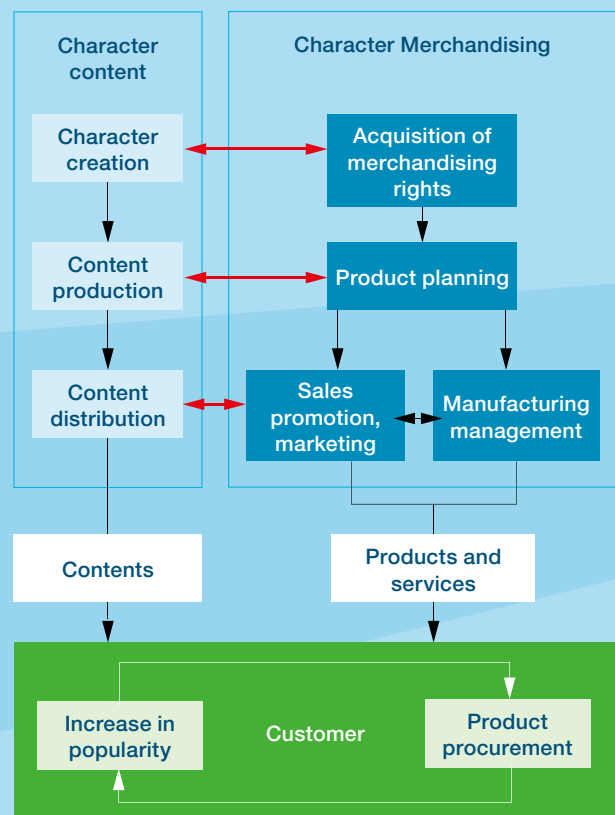 Character
content
Character Merchandising
Character
creation
Acquisition of
merchandising
rights
Content
production
Product planning
Content
distribution
Sales
promotion,
marketing
Manufacturing
management
Contents
Products and
services
Increase in
popularity
Customer
Product
procurement